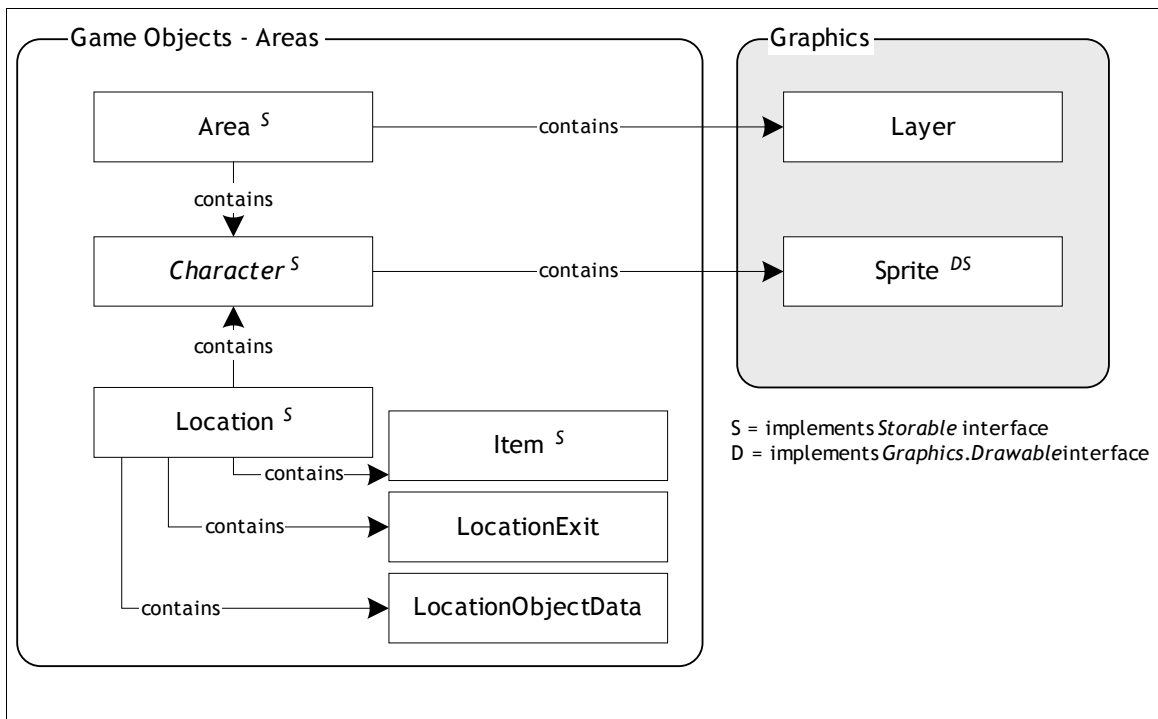 Game Objects - Areas
Graphics
Area S
contains
Layer
contains
Character S
contains
Sprite DS
contains
Location S
Item S
contains
S = implements Storable interface
D = implements Graphics.Drawable interface
contains
LocationExit
contains
LocationObjectData